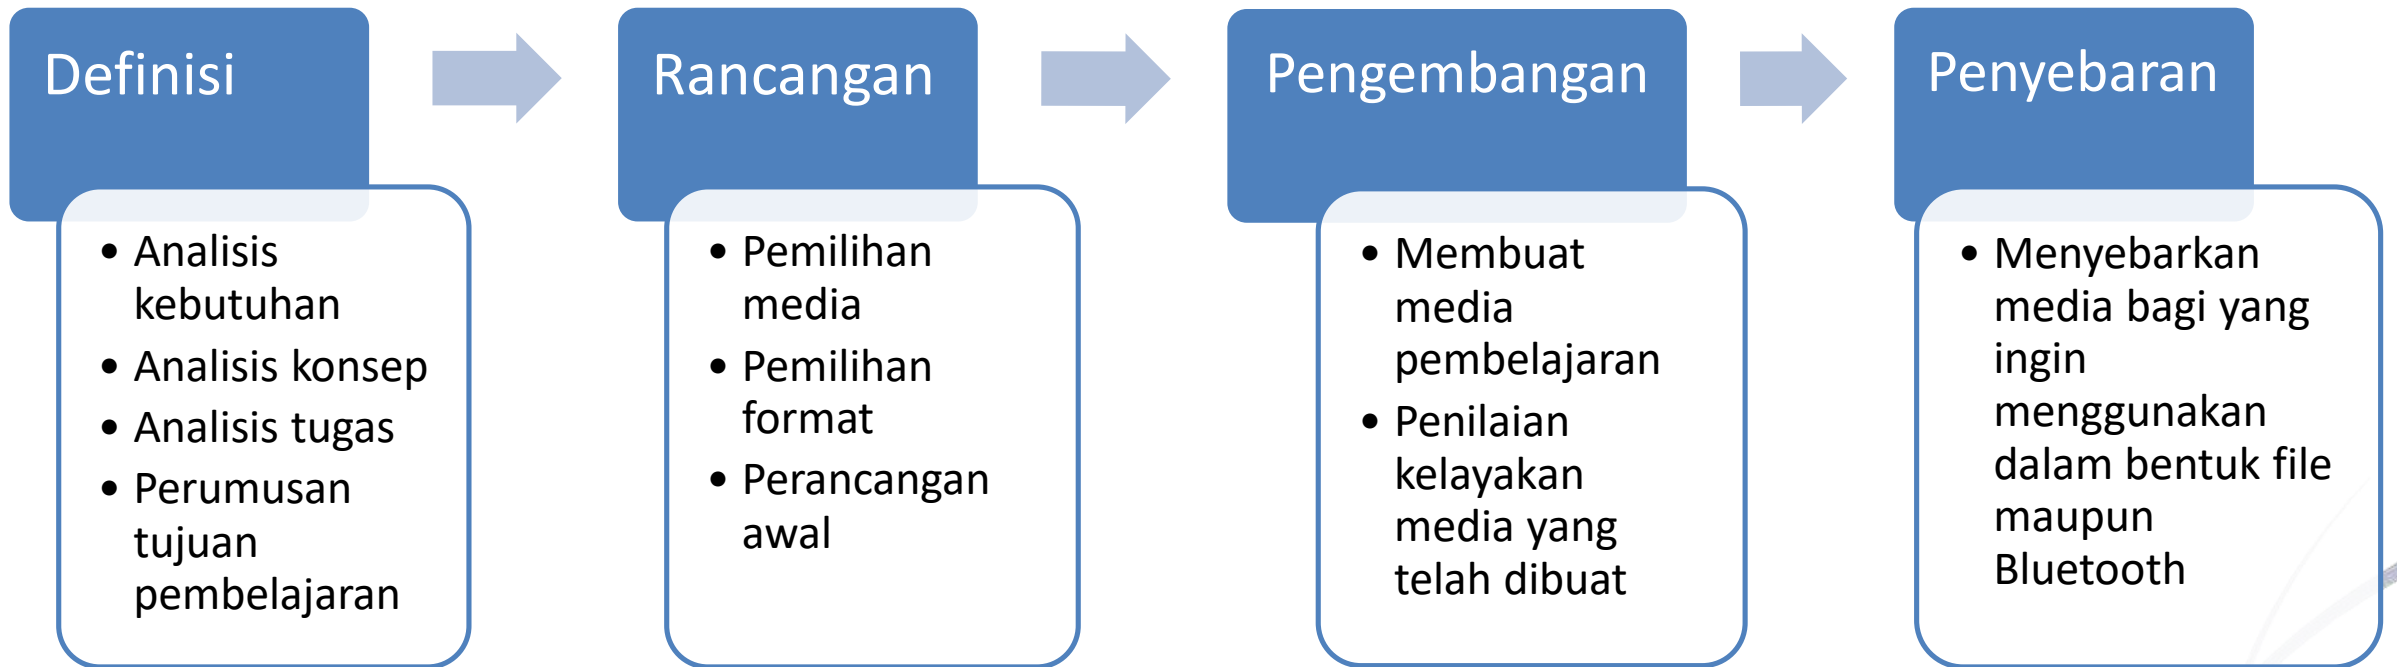 Definisi
• Analisis
kebutuhan
• Analisis konsep
• Analisis tugas
• Perumusan
tujuan
pembelajaran
Rancangan
• Pemilihan
media
• Pemilihan
format
• Perancangan
awal
Pengembangan
• Membuat
media
pembelajaran
• Penilaian
kelayakan
media yang
telah dibuat
Penyebaran
• Menyebarkan
media bagi yang
ingin
menggunakan
dalam bentuk file
maupun
Bluetooth